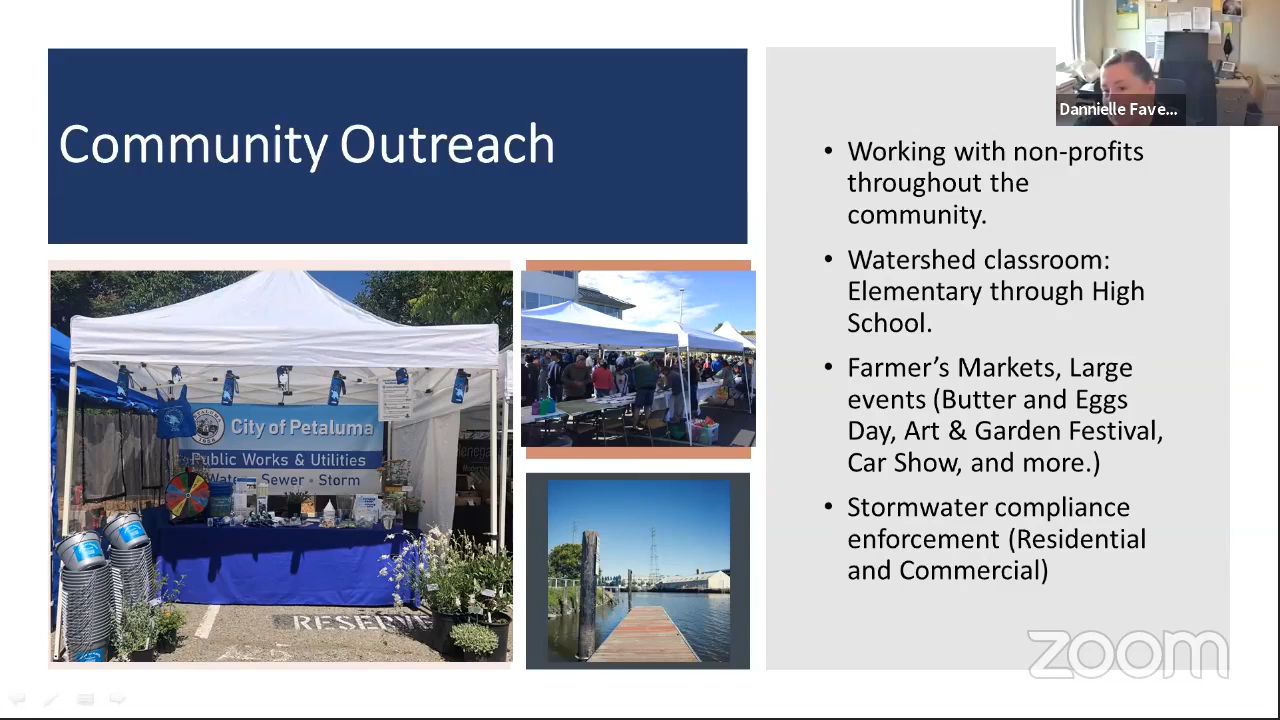 Community Outreach
Dannielle Fave...
• Working with non-profits
throughout the
community.
• Watershed classroom:
Elementary through High
School.
• Farmer's Markets, Large
events (Butter and Eggs
Day, Art & Garden Festival,
Car Show, and more.)
• Stormwater compliance
enforcement (Residential
and Commercial)
City of Petaluma
Public Works & Utilities
Water • Sewer • Storm
RESERVE
zoom